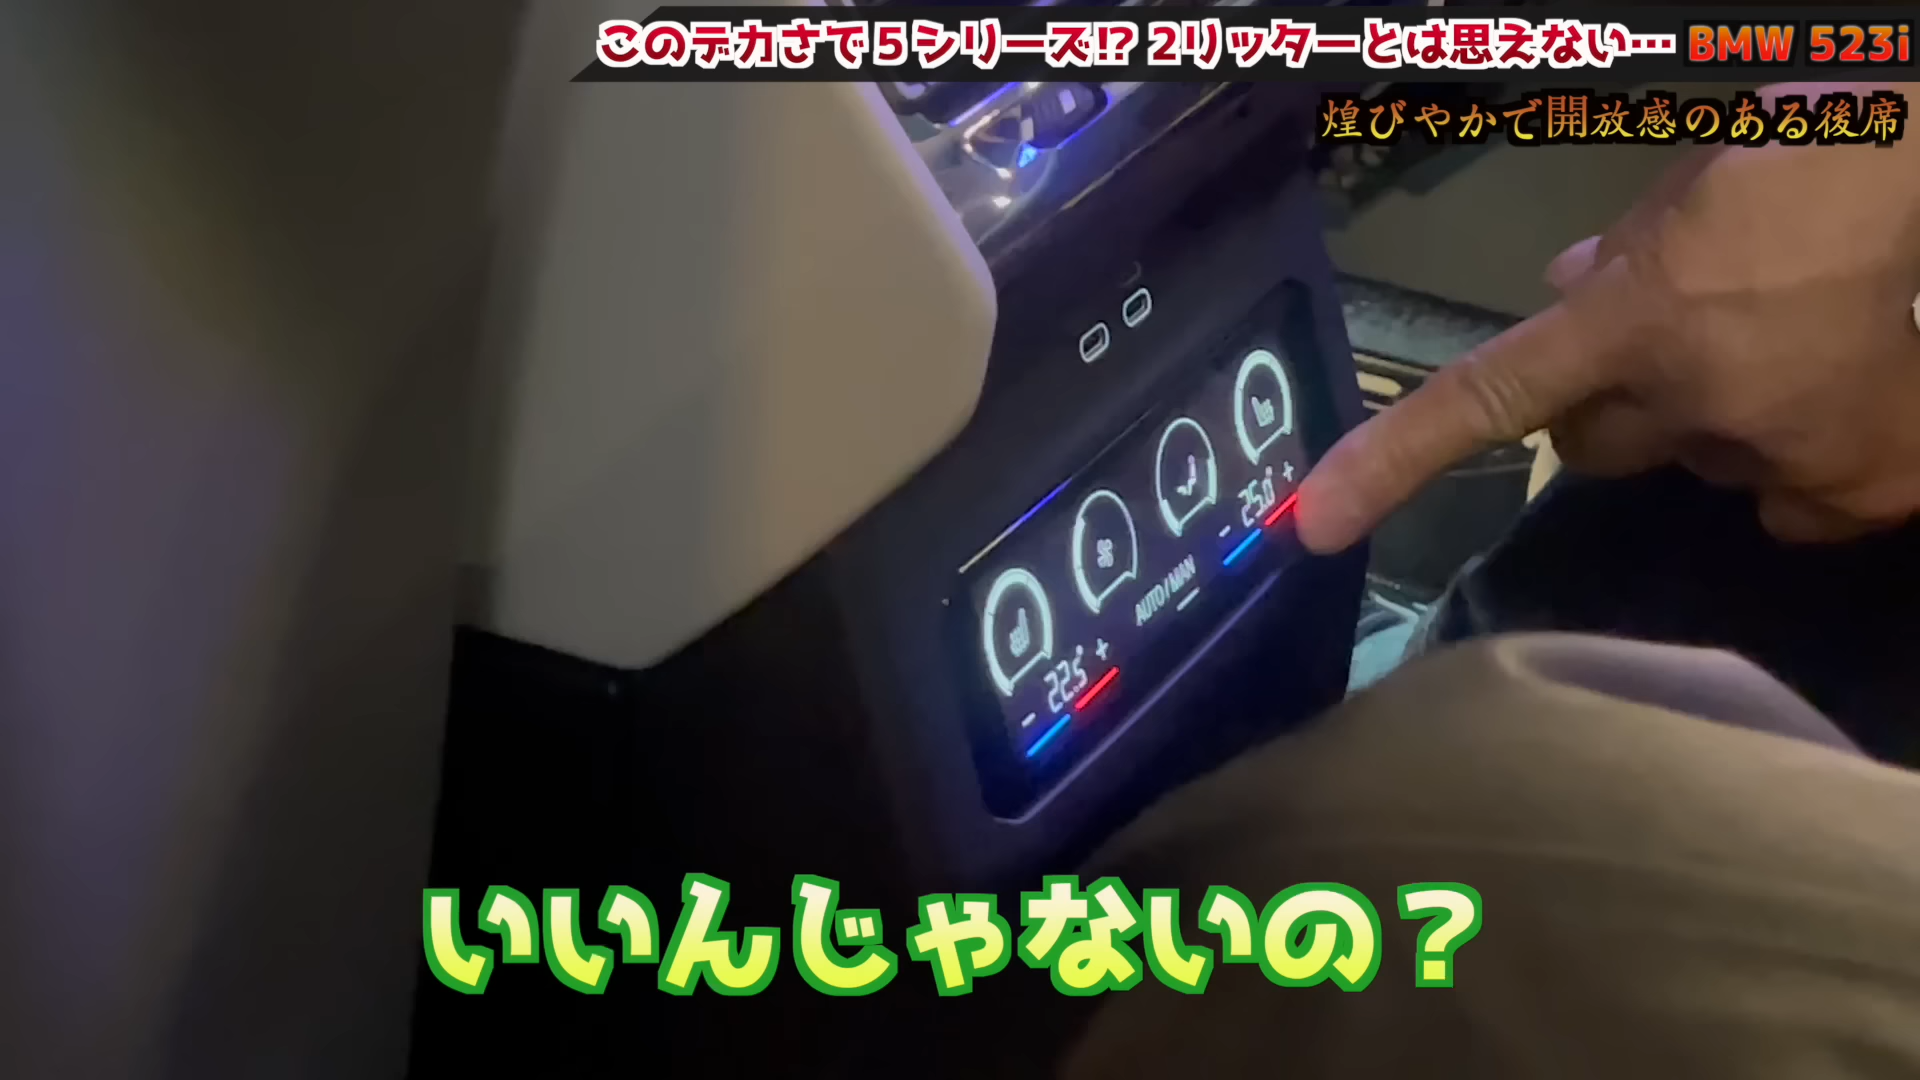 このデカさで5シリーズ!? 2リッターとは思えない… BMW 523i
煌びやかで開放感のある後席
- 25.0° +
AUTO / MAN
- 22.5° +
いいんじゃないの？